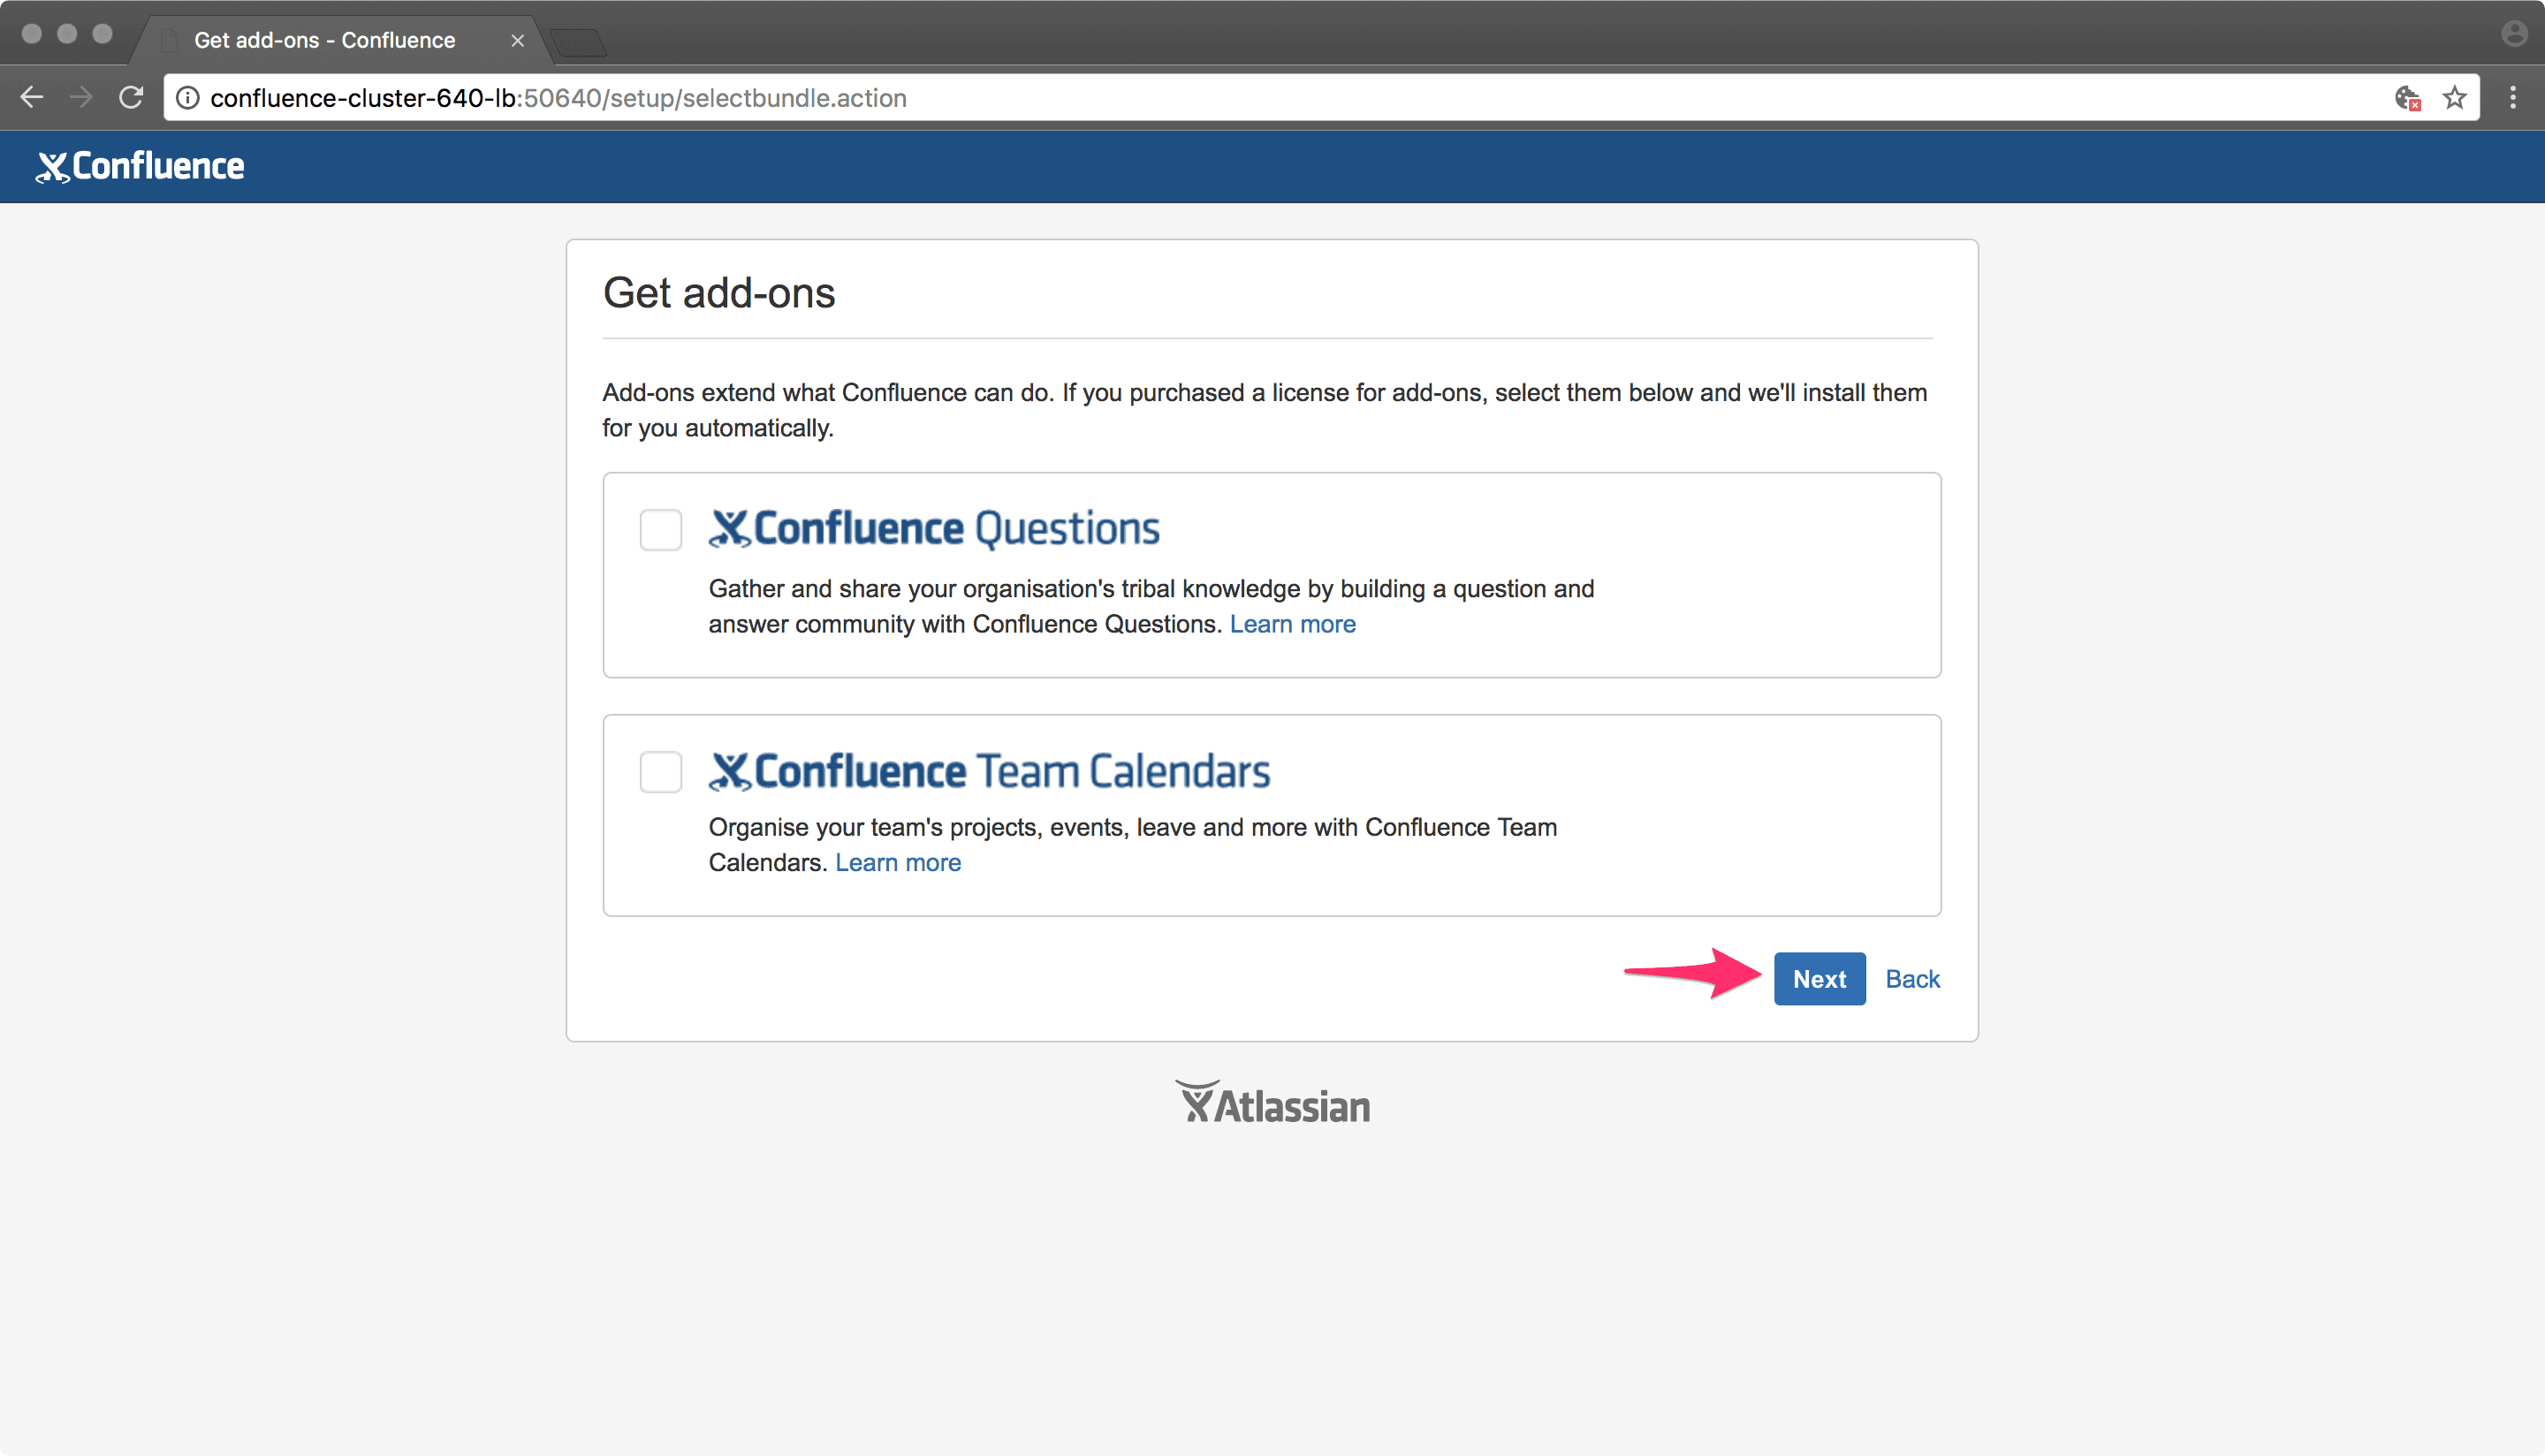 Get add-ons - Confluence
confluence-cluster-640-lb:50640/setup/selectbundle.action
Confluence
Get add-ons
Add-ons extend what Confluence can do. If you purchased a license for add-ons, select them below and we'll install them
for you automatically.
Confluence Questions
Gather and share your organisation's tribal knowledge by building a question and
answer community with Confluence Questions. Learn more
Confluence Team Calendars
Organise your team's projects, events, leave and more with Confluence Team
Calendars. Learn more
Next Back
Atlassian